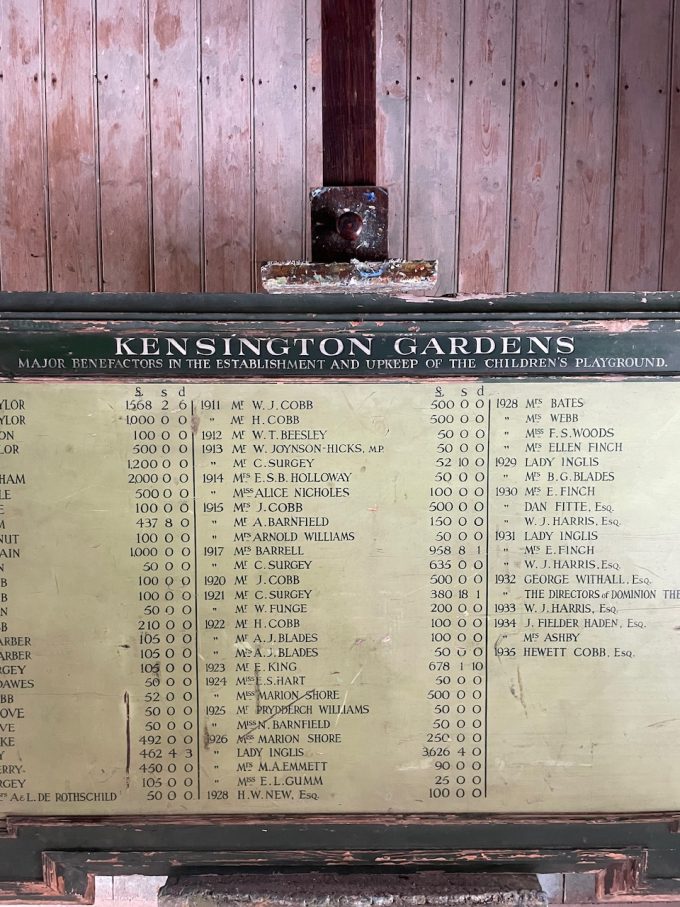 KENSINGTON GARDENS
MAJOR BENEFACTORS IN THE ESTABLISHMENT AND UPKEEP OF THE CHILDREN'S PLAYGROUND.
£ s d
YLOR 1,568 2 6
YLOR 1,000 0 0
ON 100 0 0
LOR 500 0 0
1,200 0 0
HAM 2000 0 0
LE 500 0 0
E 100 0 0
M 437 8 0
NUT 100 0 0
AIN 1000 0 0
N 50 0 0
B 100 0 0
B 100 0 0
N 50 0 0
BB 210 0 0
ARBER 105 0 0
ARBER 105 0 0
RGEY 105 0 0
DAWES 50 0 0
BB 52 0 0
OVE 50 0 0
VE 50 0 0
KE 492 0 0
Y 462 4 3
ERRY- 450 0 0
RGEY 105 0 0
RS A & L. DE ROTHSCHILD 50 0 0
£ s d
1911 Mr W. J. COBB 500 0 0
" Mr H. COBB 500 0 0
1912 Mr W. T. BEESLEY 50 0 0
1913 Mr W. JOYNSON-HICKS, M.P. 50 0 0
" Mr C. SURGEY 52 10 0
1914 Mrs E.S.B. HOLLOWAY 50 0 0
" Miss ALICE NICHOLES 100 0 0
1915 Mrs J. COBB 500 0 0
" Mr A. BARNFIELD 150 0 0
" Mrs ARNOLD WILLIAMS 50 0 0
1917 Mrs BARRELL 958 8 1
" Mr C. SURGEY 635 0 0
1920 Mr J. COBB 500 0 0
1921 Mr C. SURGEY 380 18 1
" Mr W. FUNGE 200 0 0
1922 Mr H. COBB 100 0 0
" Mr A. J. BLADES 100 0 0
" Mrs A. J. BLADES 50 0 0
1923 Mr E. KING 678 1 10
1924 Miss E.S. HART 50 0 0
" Miss MARION SHORE 500 0 0
1925 Mr PRYDDERCH WILLIAMS 50 0 0
" Miss N. BARNFIELD 50 0 0
1926 Miss MARION SHORE 250 0 0
" LADY INGLIS 3626 4 0
" Mrs M.A. EMMETT 90 0 0
" Miss E. L. GUMM 25 0 0
1928 H.W. NEW, Esq. 100 0 0
1928 Mrs BATES
" Mrs WEBB
" Miss F. S. WOODS
" Mrs ELLEN FINCH
1929 LADY INGLIS
" Mrs B. G. BLADES
1930 Mrs E. FINCH
" DAN FITTE, Esq.
" W. J. HARRIS, Esq.
1931 LADY INGLIS
" Mrs E. FINCH
" W. J. HARRIS, Esq.
1932 GEORGE WITHALL, Esq.
" THE DIRECTORS of DOMINION THE
1933 W. J. HARRIS, Esq.
1934 J. FIELDER HADEN, Esq.
" Mrs ASHBY
1935 HEWETT COBB, Esq.